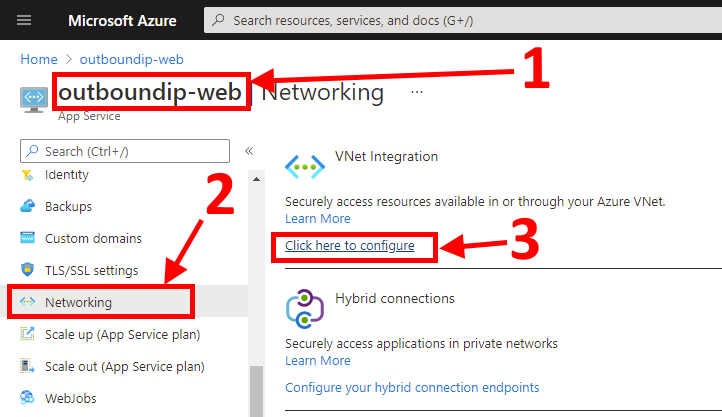 Microsoft Azure
Search resources, services, and docs (G+/)
Home > outboundip-web
1
outboundip-web | Networking ...
App Service
Search (Ctrl+/)
«
Identity
Backups
Custom domains
TLS/SSL settings
2
Networking
Scale up (App Service plan)
Scale out (App Service plan)
WebJobs
VNet Integration
Securely access resources available in or through your Azure VNet.
Learn More
Click here to configure
3
Hybrid connections
Securely access applications in private networks
Learn More
Configure your hybrid connection endpoints